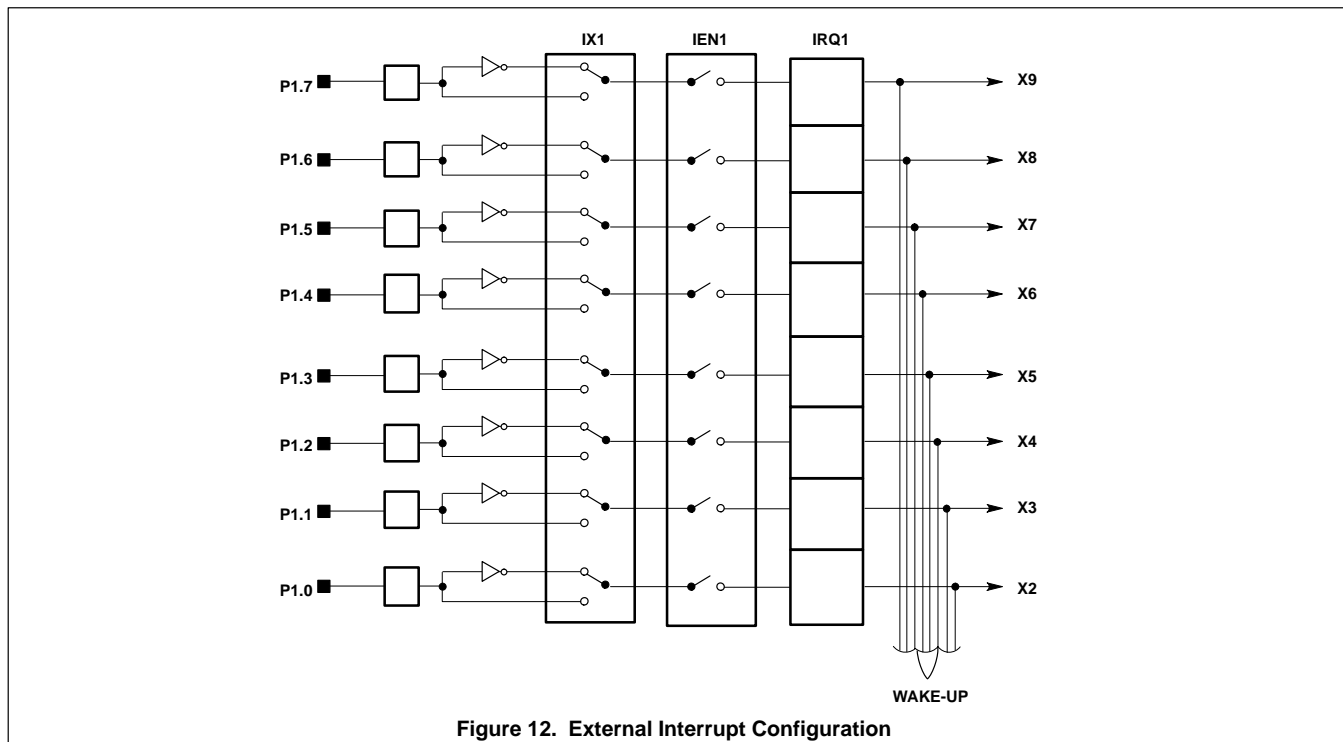 IX1 IEN1 IRQ1
P1.7 X9
P1.6 X8
P1.5 X7
P1.4 X6
P1.3 X5
P1.2 X4
P1.1 X3
P1.0 X2
WAKE-UP
Figure 12. External Interrupt Configuration